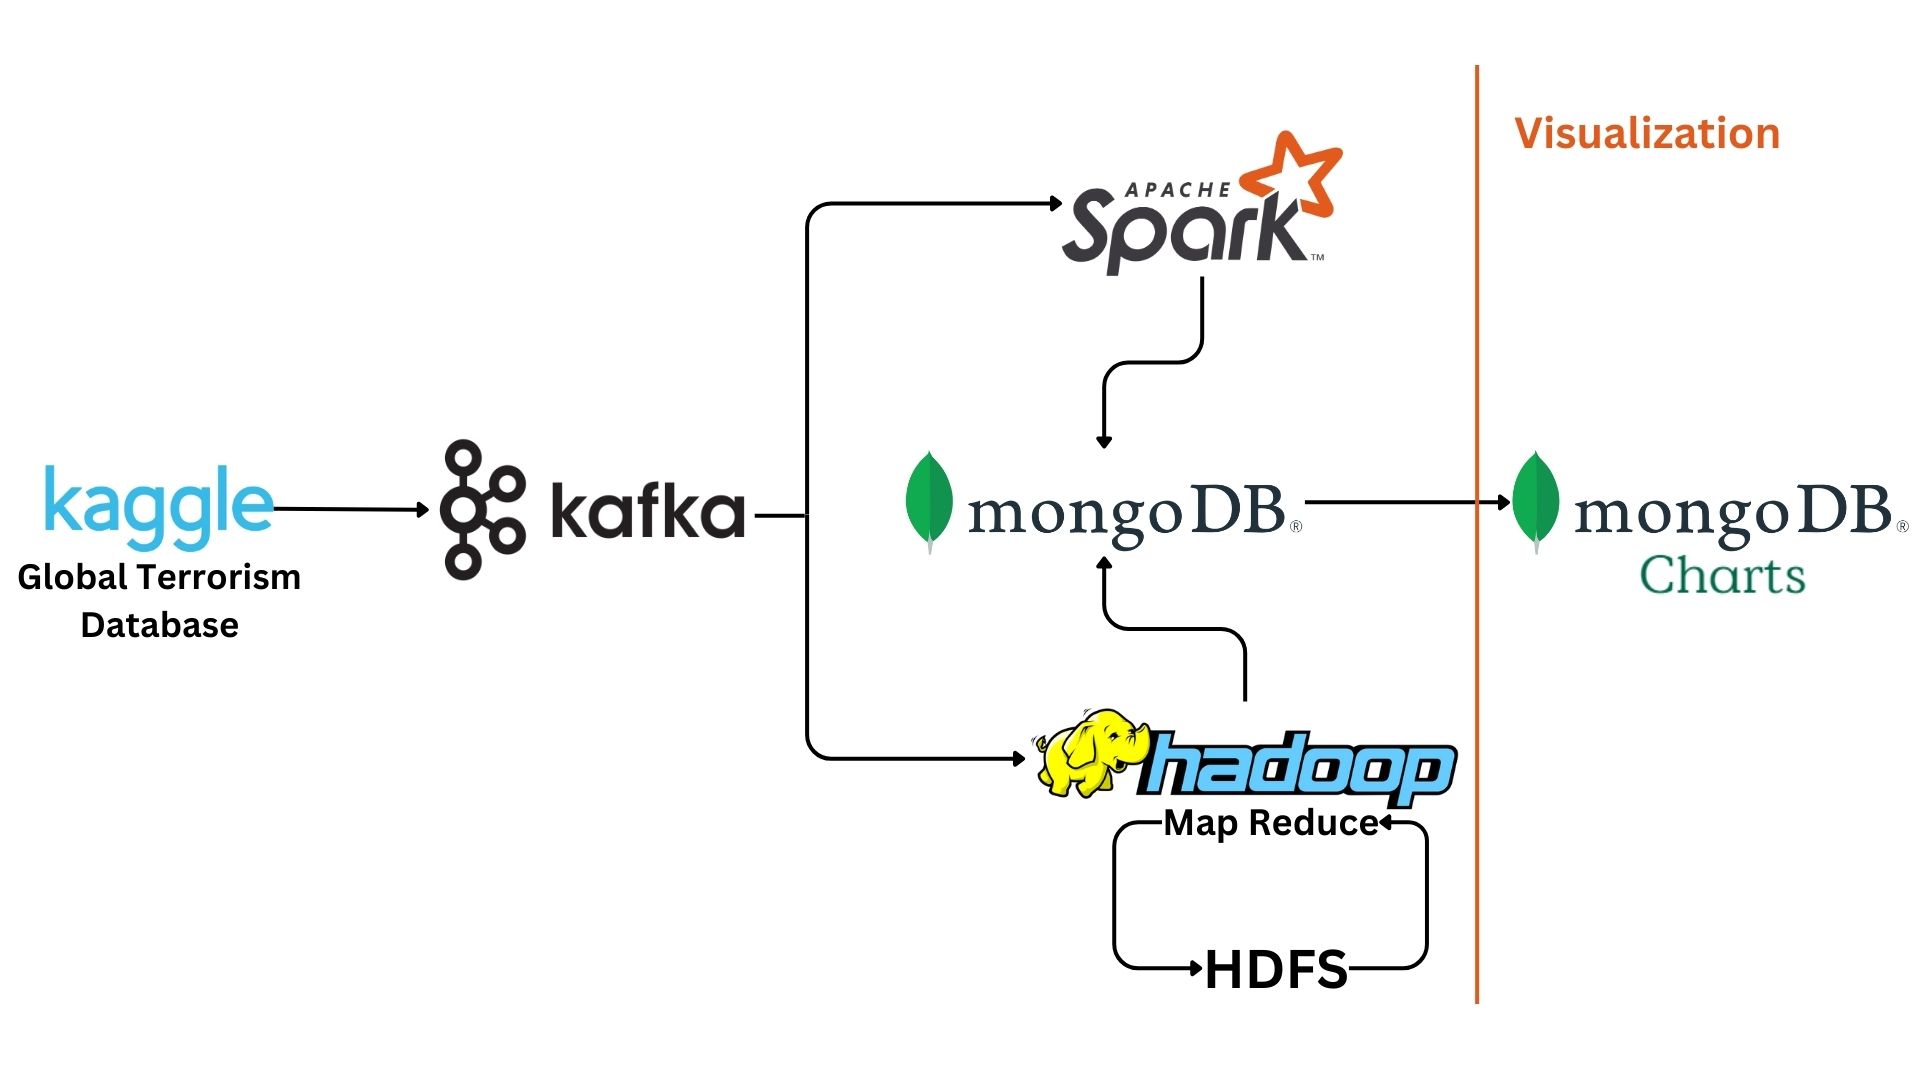 Visualization
APACHE
Spark™
kaggle
Global Terrorism
Database
kafka
mongoDB®
mongoDB®
Charts
hadoop
Map Reduce
HDFS